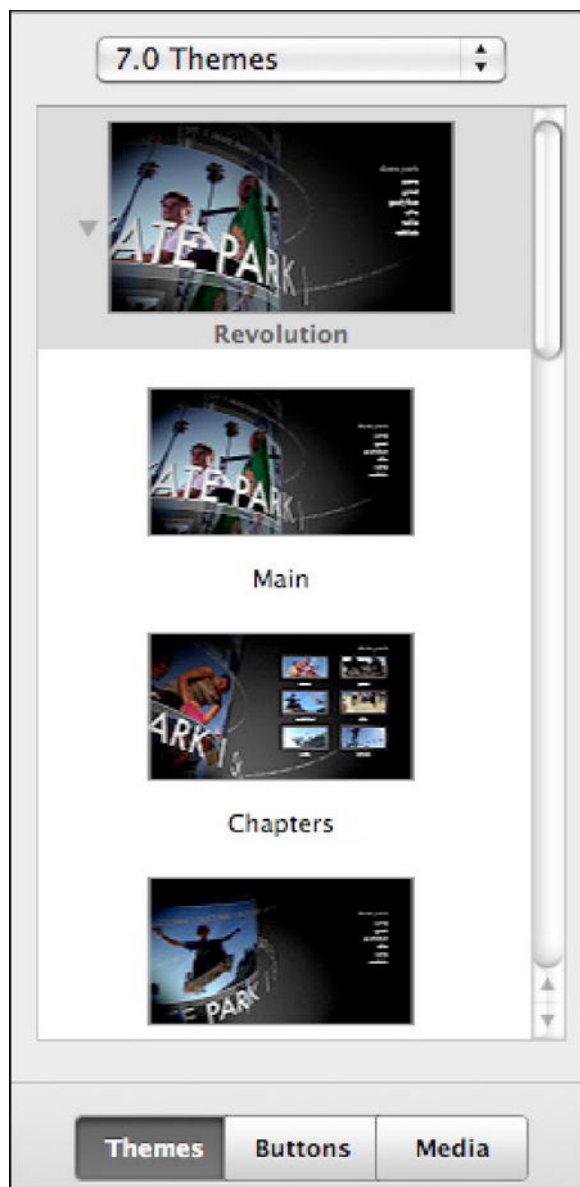 7.0 Themes
ATE PARK
Revolution
ATE PARK
Main
ARK
Chapters
PARK
Themes
Buttons
Media